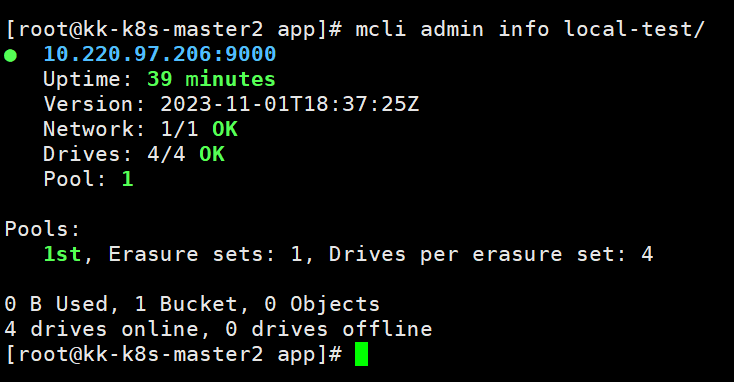 [root@kk-k8s-master2 app]# mcli admin info local-test/
● 10.220.97.206:9000
Uptime: 39 minutes
Version: 2023-11-01T18:37:25Z
Network: 1/1 OK
Drives: 4/4 OK
Pool: 1
Pools:
1st, Erasure sets: 1, Drives per erasure set: 4
0 B Used, 1 Bucket, 0 Objects
4 drives online, 0 drives offline
[root@kk-k8s-master2 app]#